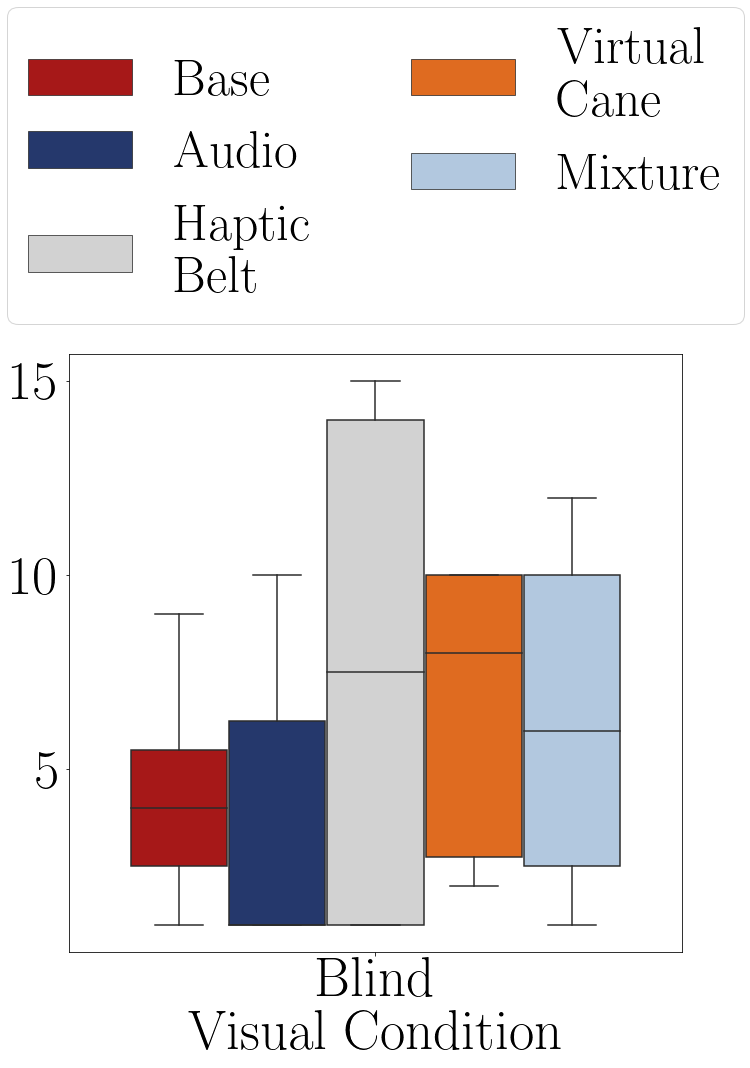 Base
Audio
Haptic
Belt
Virtual
Cane
Mixture
15
10
5
Blind
Visual Condition